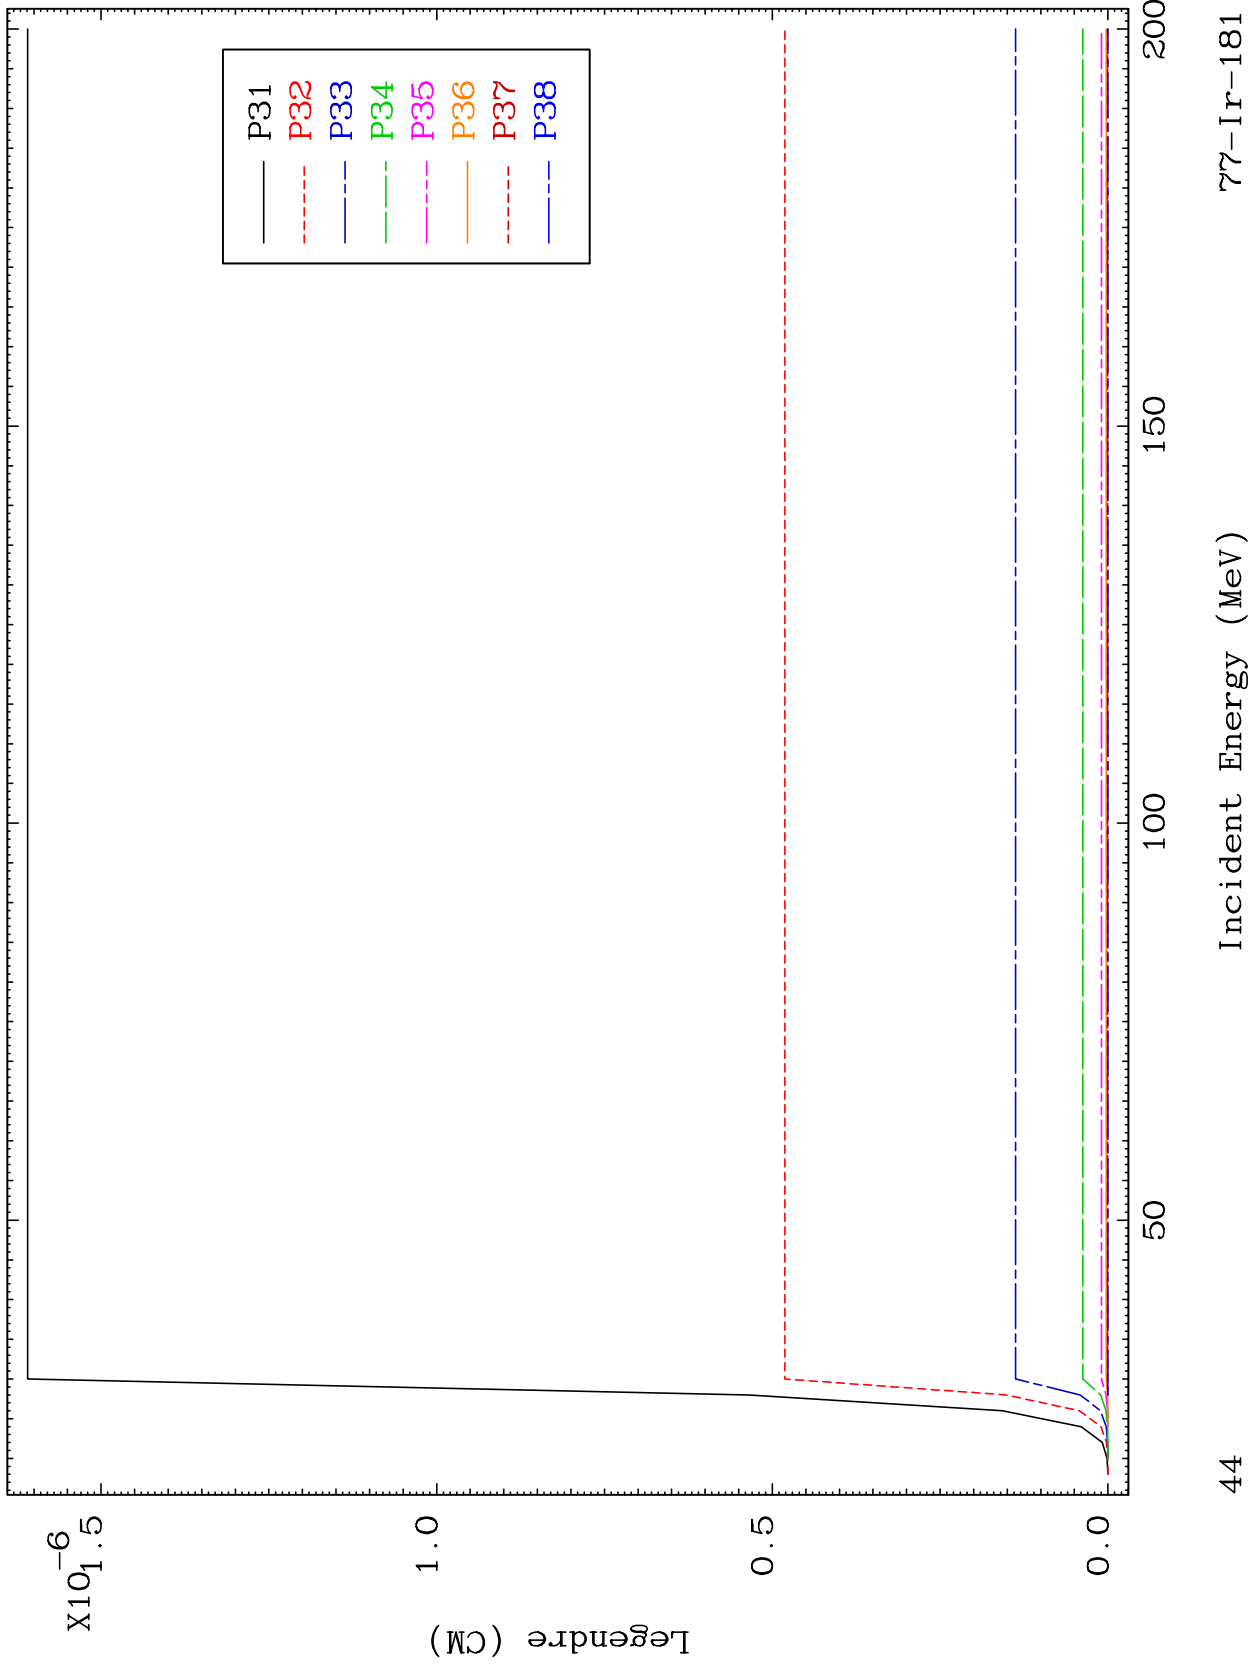 X10-6
1.5
1.0
0.5
0.0
Legendre (CM)
P31
P32
P33
P34
P35
P36
P37
P38
50
100
150
200
44
Incident Energy (MeV)
77-Ir-181